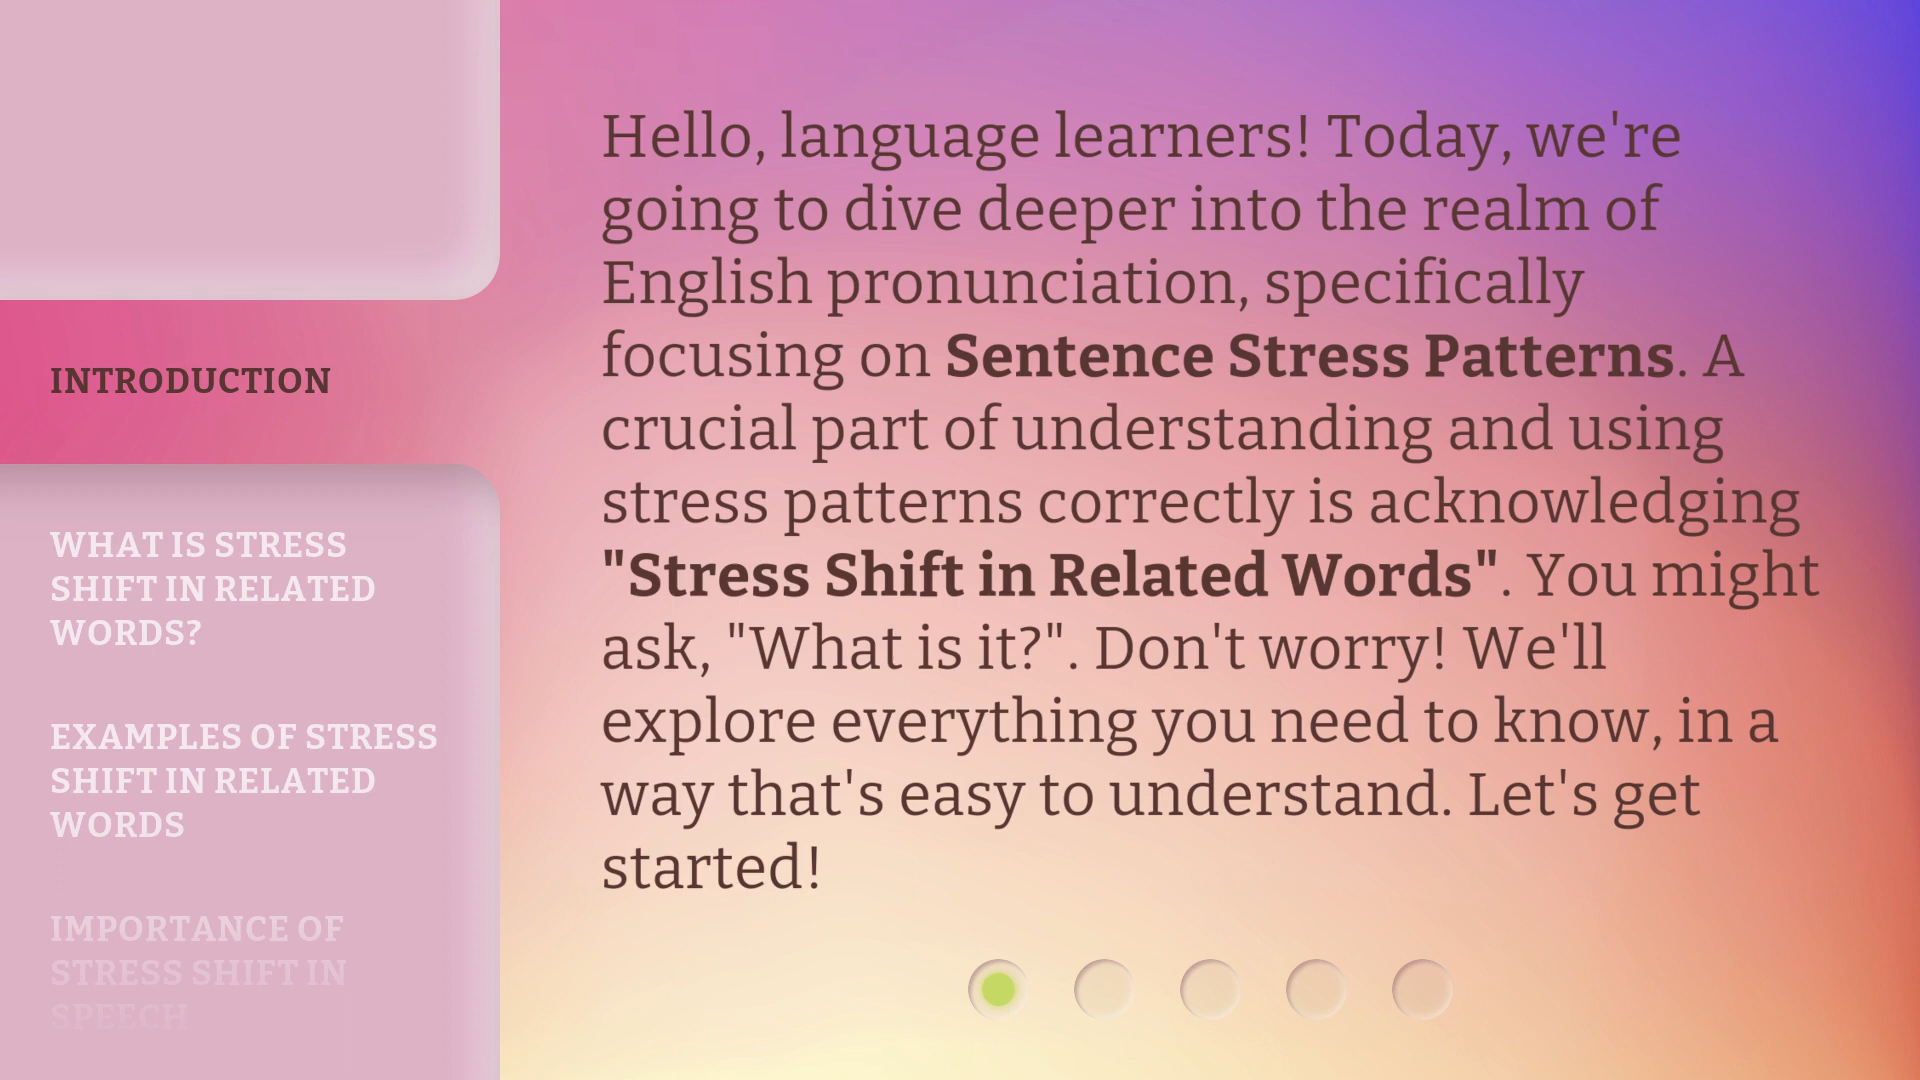 INTRODUCTION
WHAT IS STRESS
SHIFT IN RELATED
WORDS?
EXAMPLES OF STRESS
SHIFT IN RELATED
WORDS
IMPORTANCE OF
STRESS SHIFT IN
SPEECH
Hello, language learners! Today, we're
going to dive deeper into the realm of
English pronunciation, specifically
focusing on Sentence Stress Patterns. A
crucial part of understanding and using
stress patterns correctly is acknowledging
"Stress Shift in Related Words". You might
ask, "What is it?". Don't worry! We'll
explore everything you need to know, in a
way that's easy to understand. Let's get
started!